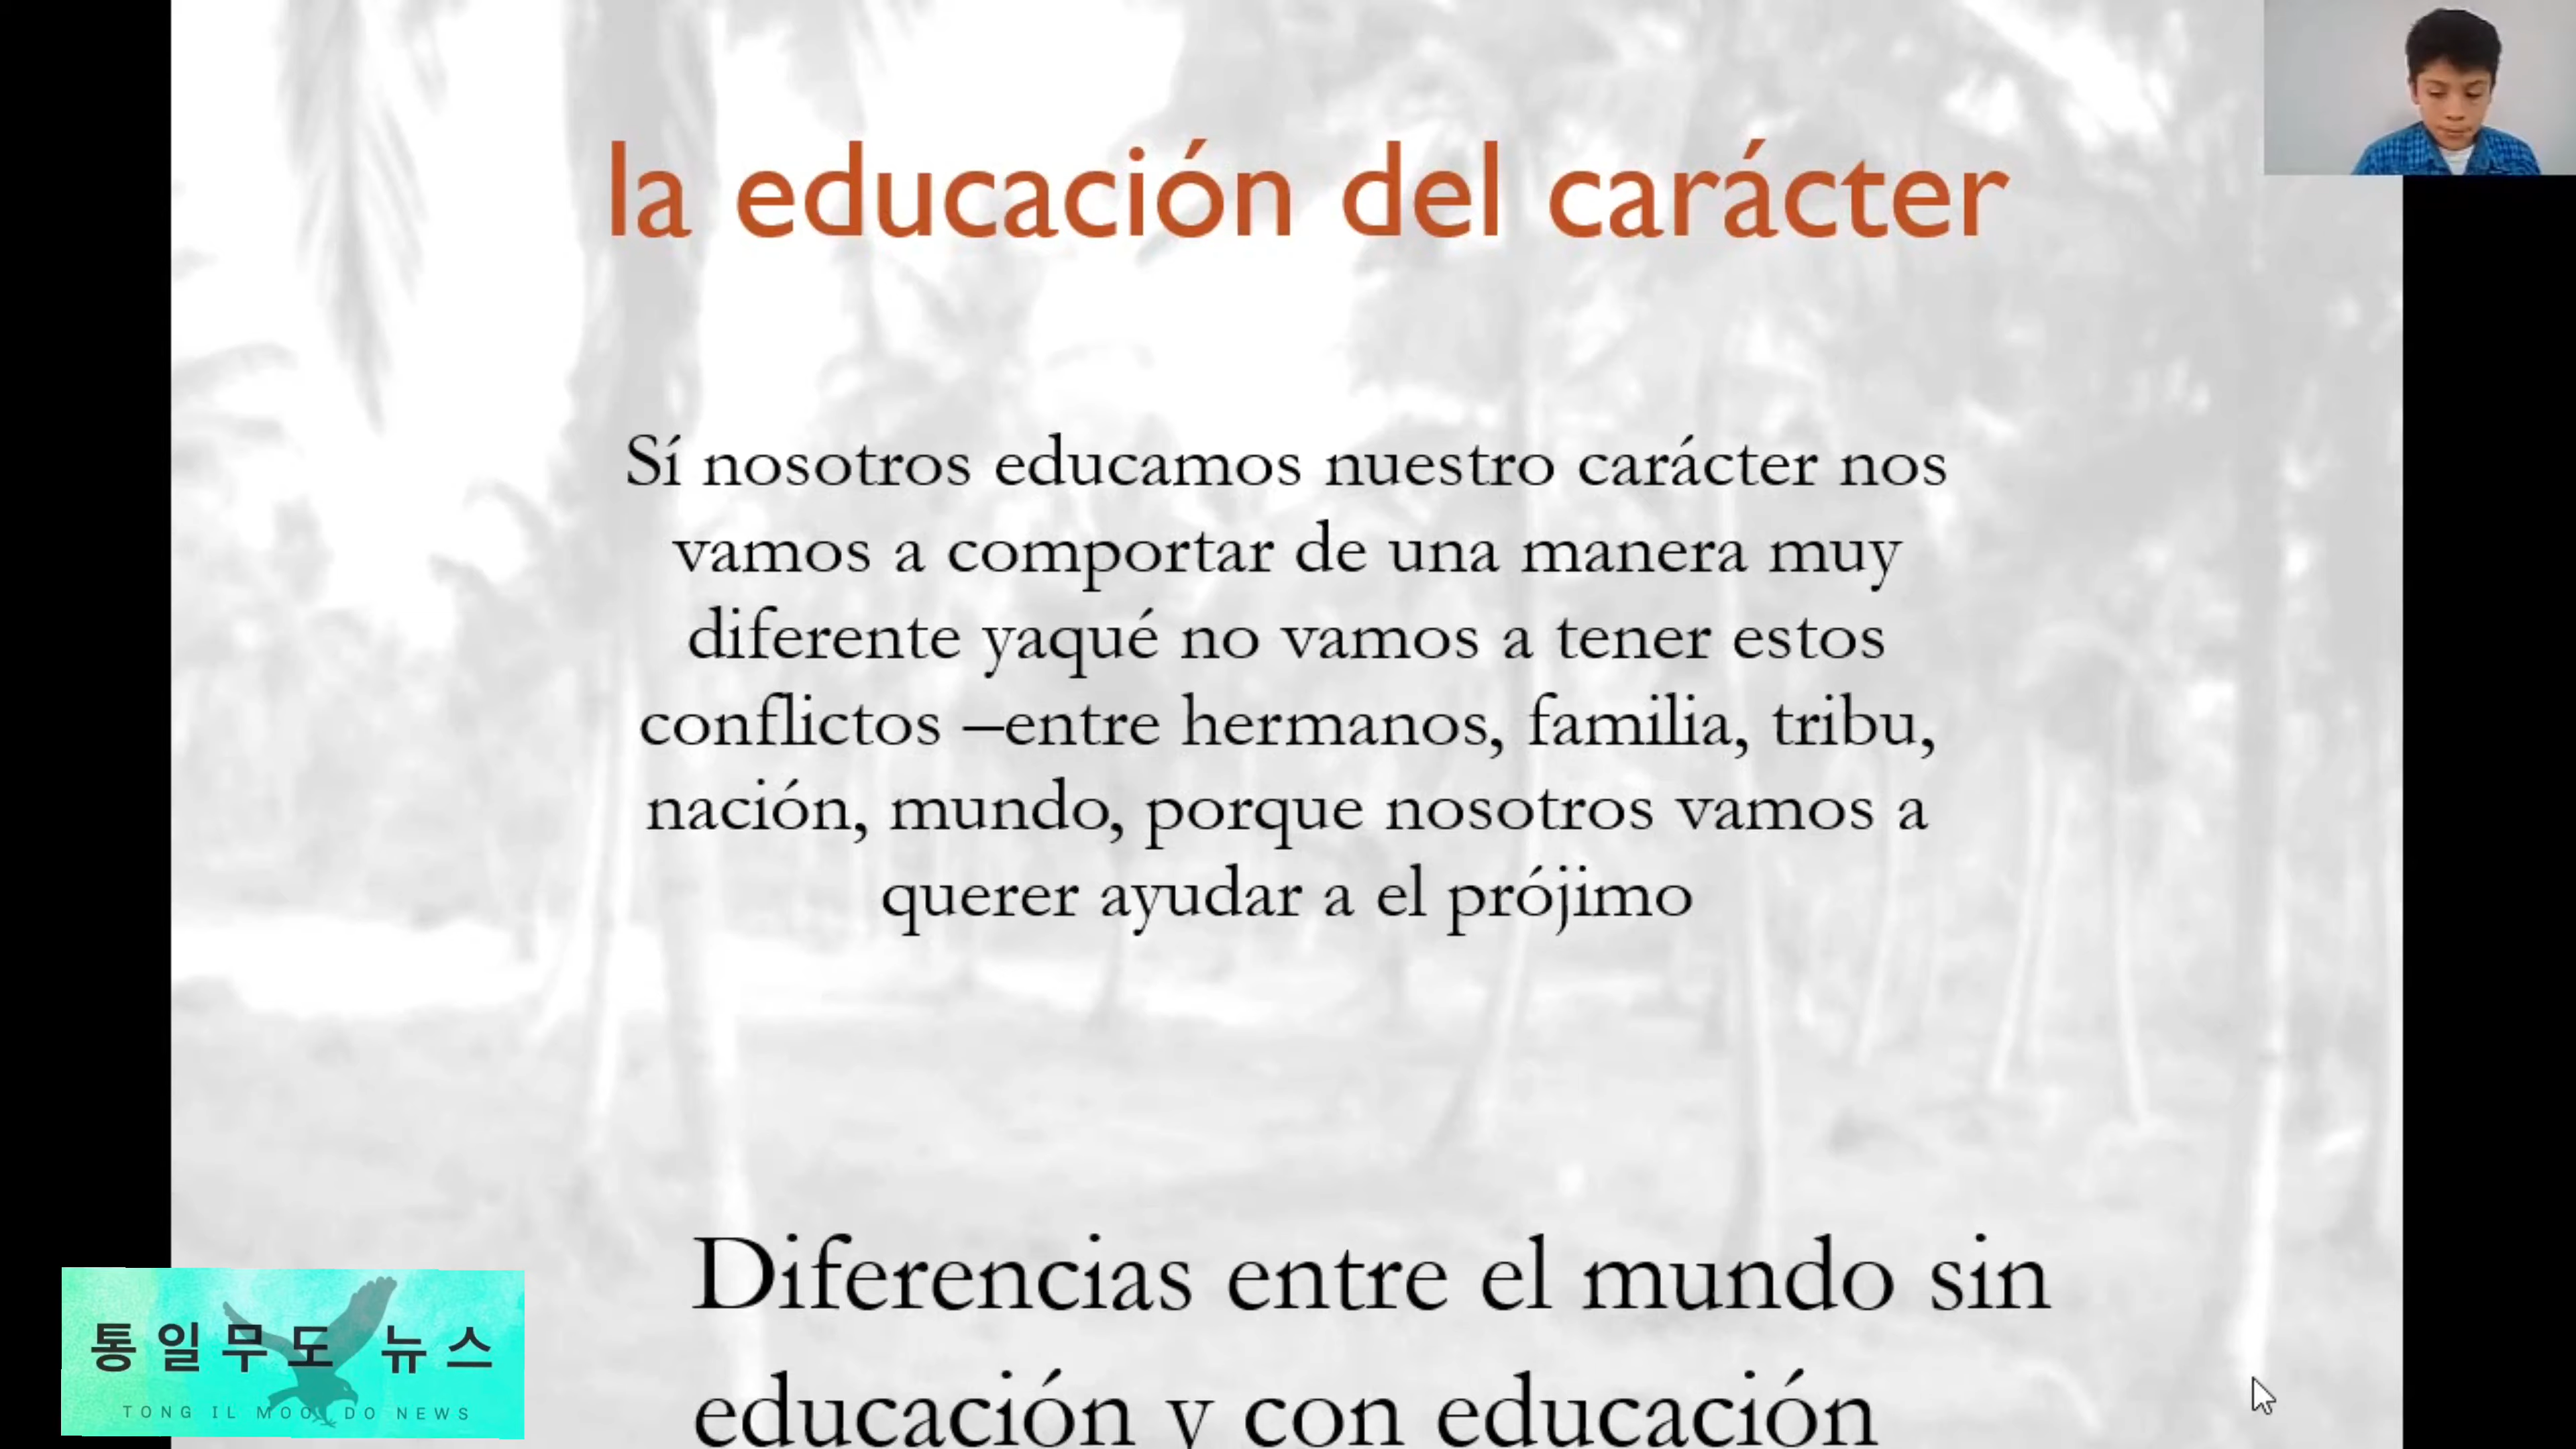 la educación del carácter
Sí nosotros educamos nuestro carácter nos
vamos a comportar de una manera muy
diferente yaqué no vamos a tener estos
conflictos –entre hermanos, familia, tribu,
nación, mundo, porque nosotros vamos a
querer ayudar a el prójimo
Diferencias entre el mundo sin
educación y con educación
통일무도 뉴스
TONG IL MOO DO NEWS